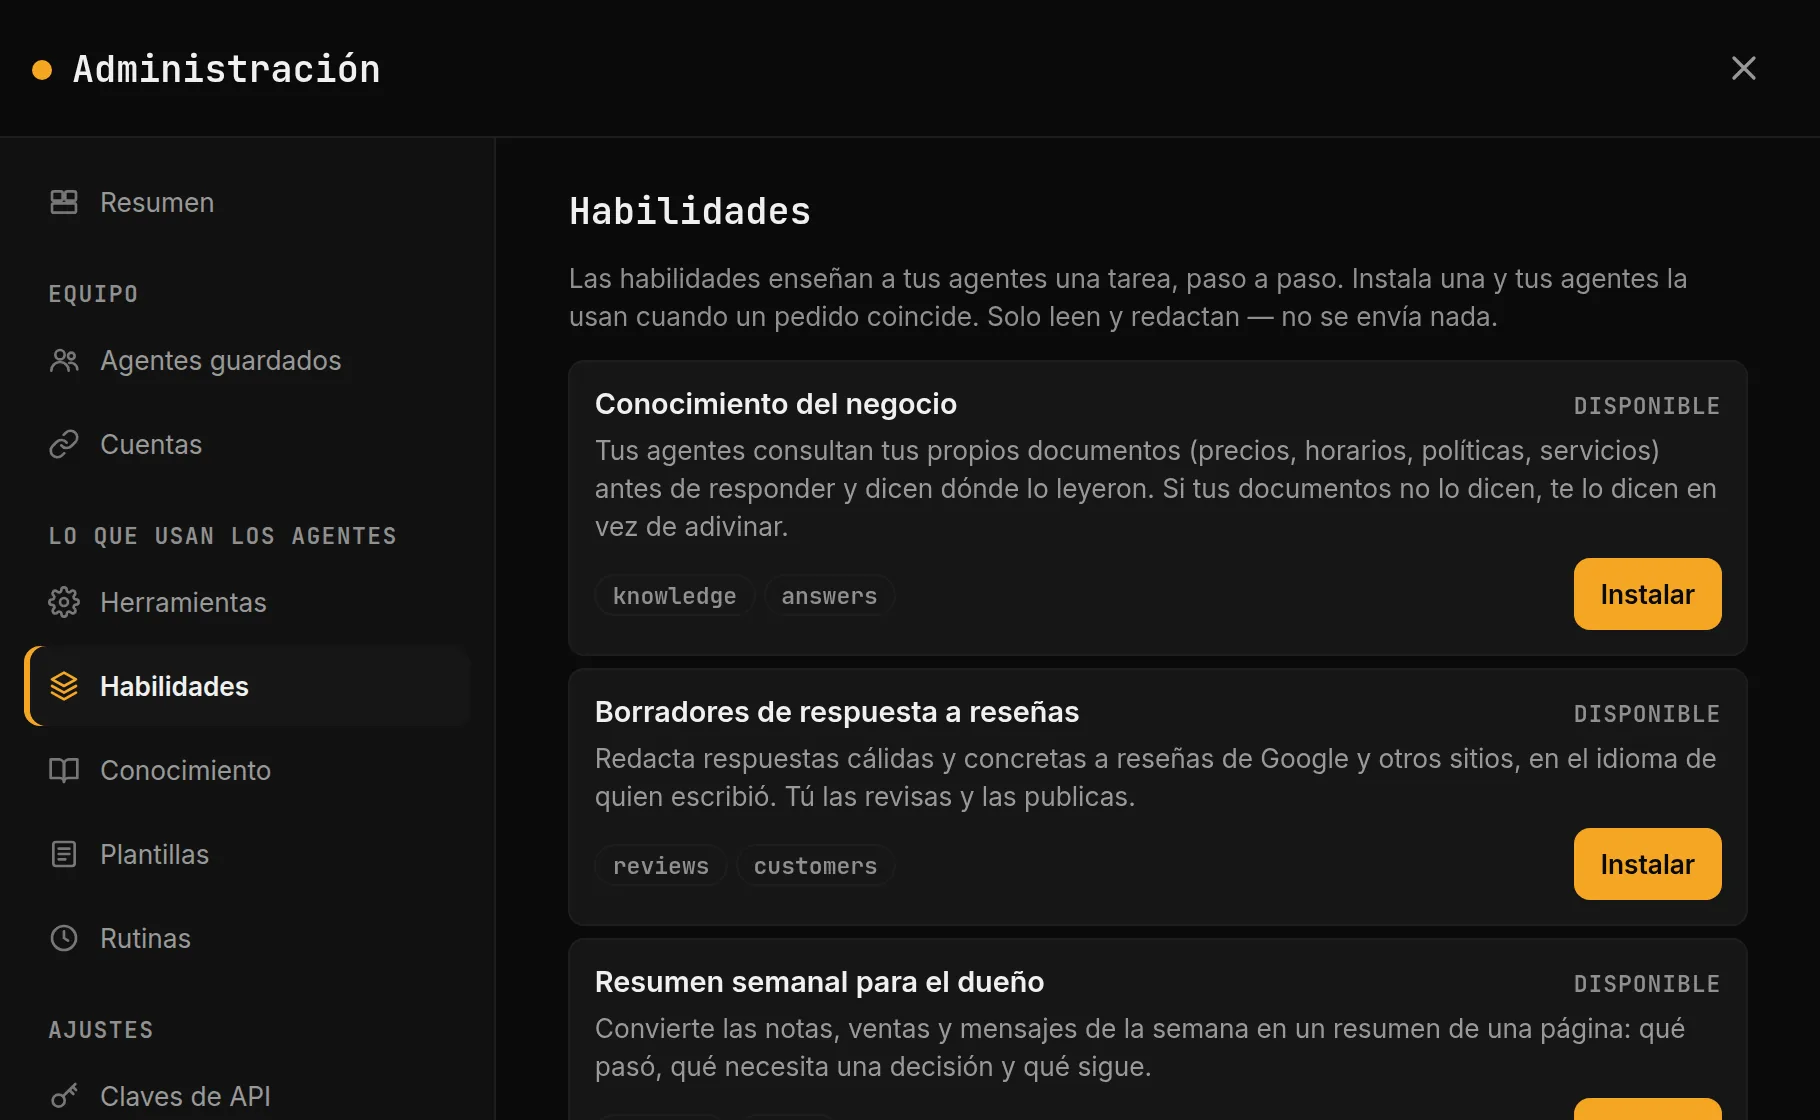 Administración
Resumen
EQUIPO
Agentes guardados
Cuentas
LO QUE USAN LOS AGENTES
Herramientas
Habilidades
Conocimiento
Plantillas
Rutinas
AJUSTES
Claves de API
Habilidades
Las habilidades enseñan a tus agentes una tarea, paso a paso. Instala una y tus agentes la
usan cuando un pedido coincide. Solo leen y redactan — no se envía nada.
Conocimiento del negocio
DISPONIBLE
Tus agentes consultan tus propios documentos (precios, horarios, políticas, servicios)
antes de responder y dicen dónde lo leyeron. Si tus documentos no lo dicen, te lo dicen en
vez de adivinar.
knowledge
answers
Instalar
Borradores de respuesta a reseñas
DISPONIBLE
Redacta respuestas cálidas y concretas a reseñas de Google y otros sitios, en el idioma de
quien escribió. Tú las revisas y las publicas.
reviews
customers
Instalar
Resumen semanal para el dueño
DISPONIBLE
Convierte las notas, ventas y mensajes de la semana en un resumen de una página: qué
pasó, qué necesita una decisión y qué sigue.